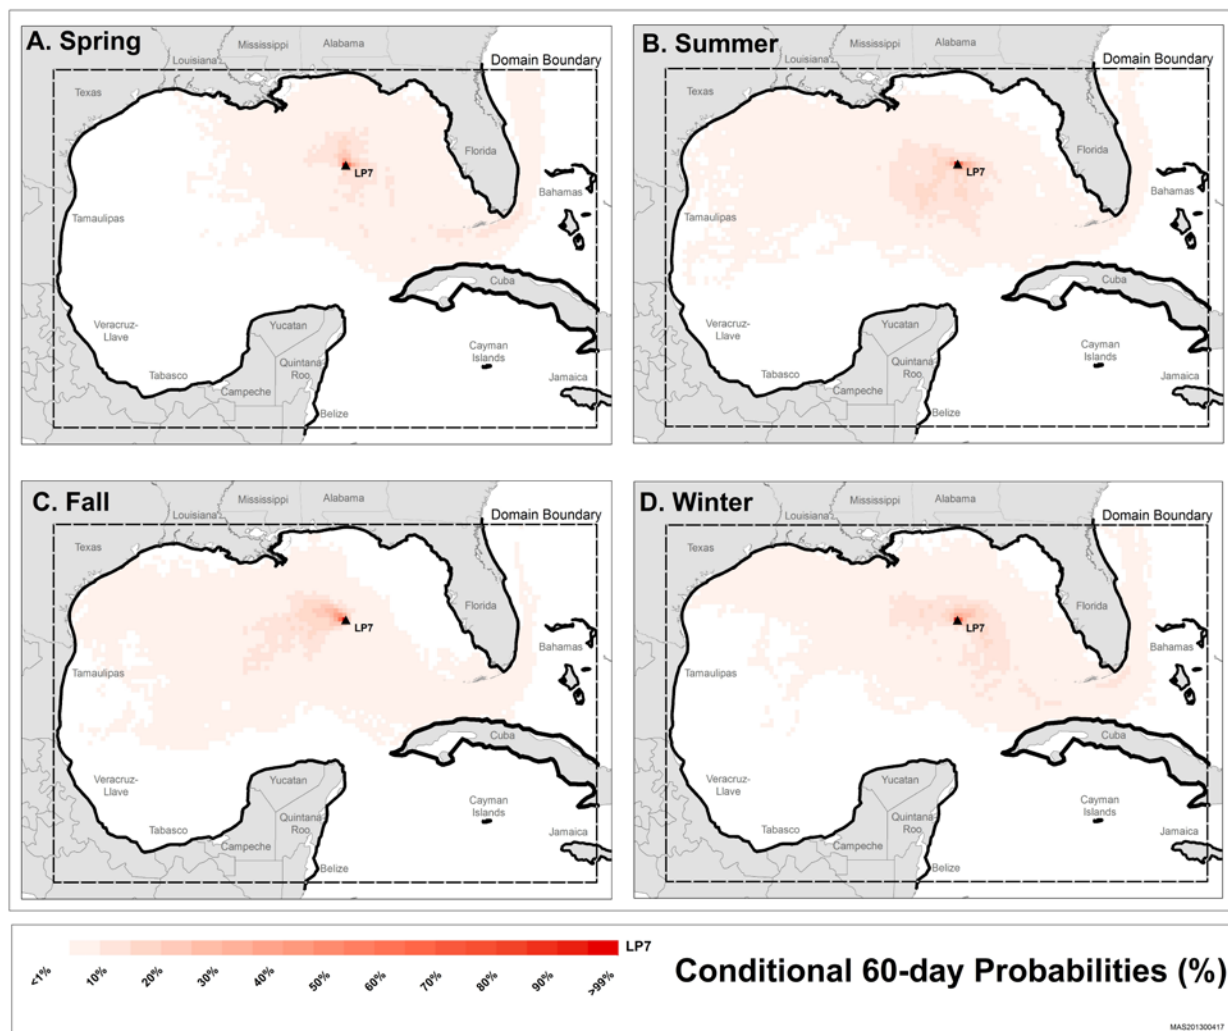 A. Spring
Mississippi
Alabama
Louisiana
Domain Boundary
Texas
Florida
LP7
Bahamas
Tamaulipas
Cuba
Veracruz-
Llave
Yucatan
Cayman
Islands
Tabasco
Quintana
Roo
Campeche
Jamaica
Belize
B. Summer
Mississippi
Alabama
Louisiana
Domain Boundary
Texas
Florida
LP7
Bahamas
Tamaulipas
Cuba
Veracruz-
Llave
Yucatan
Cayman
Islands
Tabasco
Quintana
Roo
Campeche
Jamaica
Belize
C. Fall
Mississippi
Alabama
Louisiana
Domain Boundary
Texas
Florida
LP7
Bahamas
Tamaulipas
Cuba
Veracruz-
Llave
Yucatan
Cayman
Islands
Tabasco
Quintana
Roo
Campeche
Jamaica
Belize
D. Winter
Mississippi
Alabama
Louisiana
Domain Boundary
Texas
Florida
LP7
Bahamas
Tamaulipas
Cuba
Veracruz-
Llave
Yucatan
Cayman
Islands
Tabasco
Quintana
Roo
Campeche
Jamaica
Belize
LP7
<1% 10% 20% 30% 40% 50% 60% 70% 80% 90% >99%
Conditional 60-day Probabilities (%)
MAS201300417